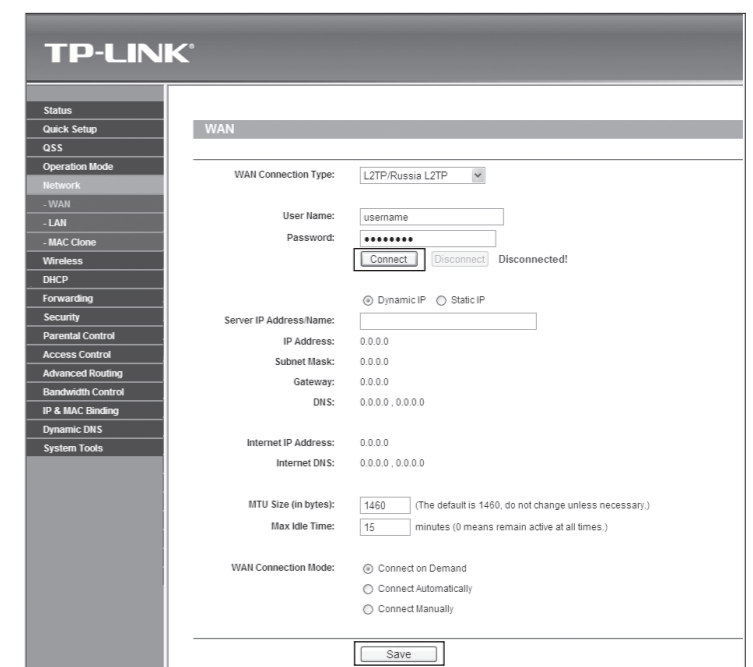 TP-LINK®
Status
Quick Setup
QSS
Operation Mode
Network
- WAN
- LAN
- MAC Clone
Wireless
DHCP
Forwarding
Security
Parental Control
Access Control
Advanced Routing
Bandwidth Control
IP & MAC Binding
Dynamic DNS
System Tools
WAN
WAN Connection Type: L2TP/Russia L2TP
User Name: username
Password: ●●●●●●●●
Connect Disconnect Disconnected!
Dynamic IP Static IP
Server IP Address/Name:
IP Address: 0.0.0.0
Subnet Mask: 0.0.0.0
Gateway: 0.0.0.0
DNS: 0.0.0.0 , 0.0.0.0
Internet IP Address: 0.0.0.0
Internet DNS: 0.0.0.0 , 0.0.0.0
MTU Size (in bytes): 1460 (The default is 1460, do not change unless necessary.)
Max Idle Time: 15 minutes (0 means remain active at all times.)
WAN Connection Mode: Connect on Demand
Connect Automatically
Connect Manually
Save